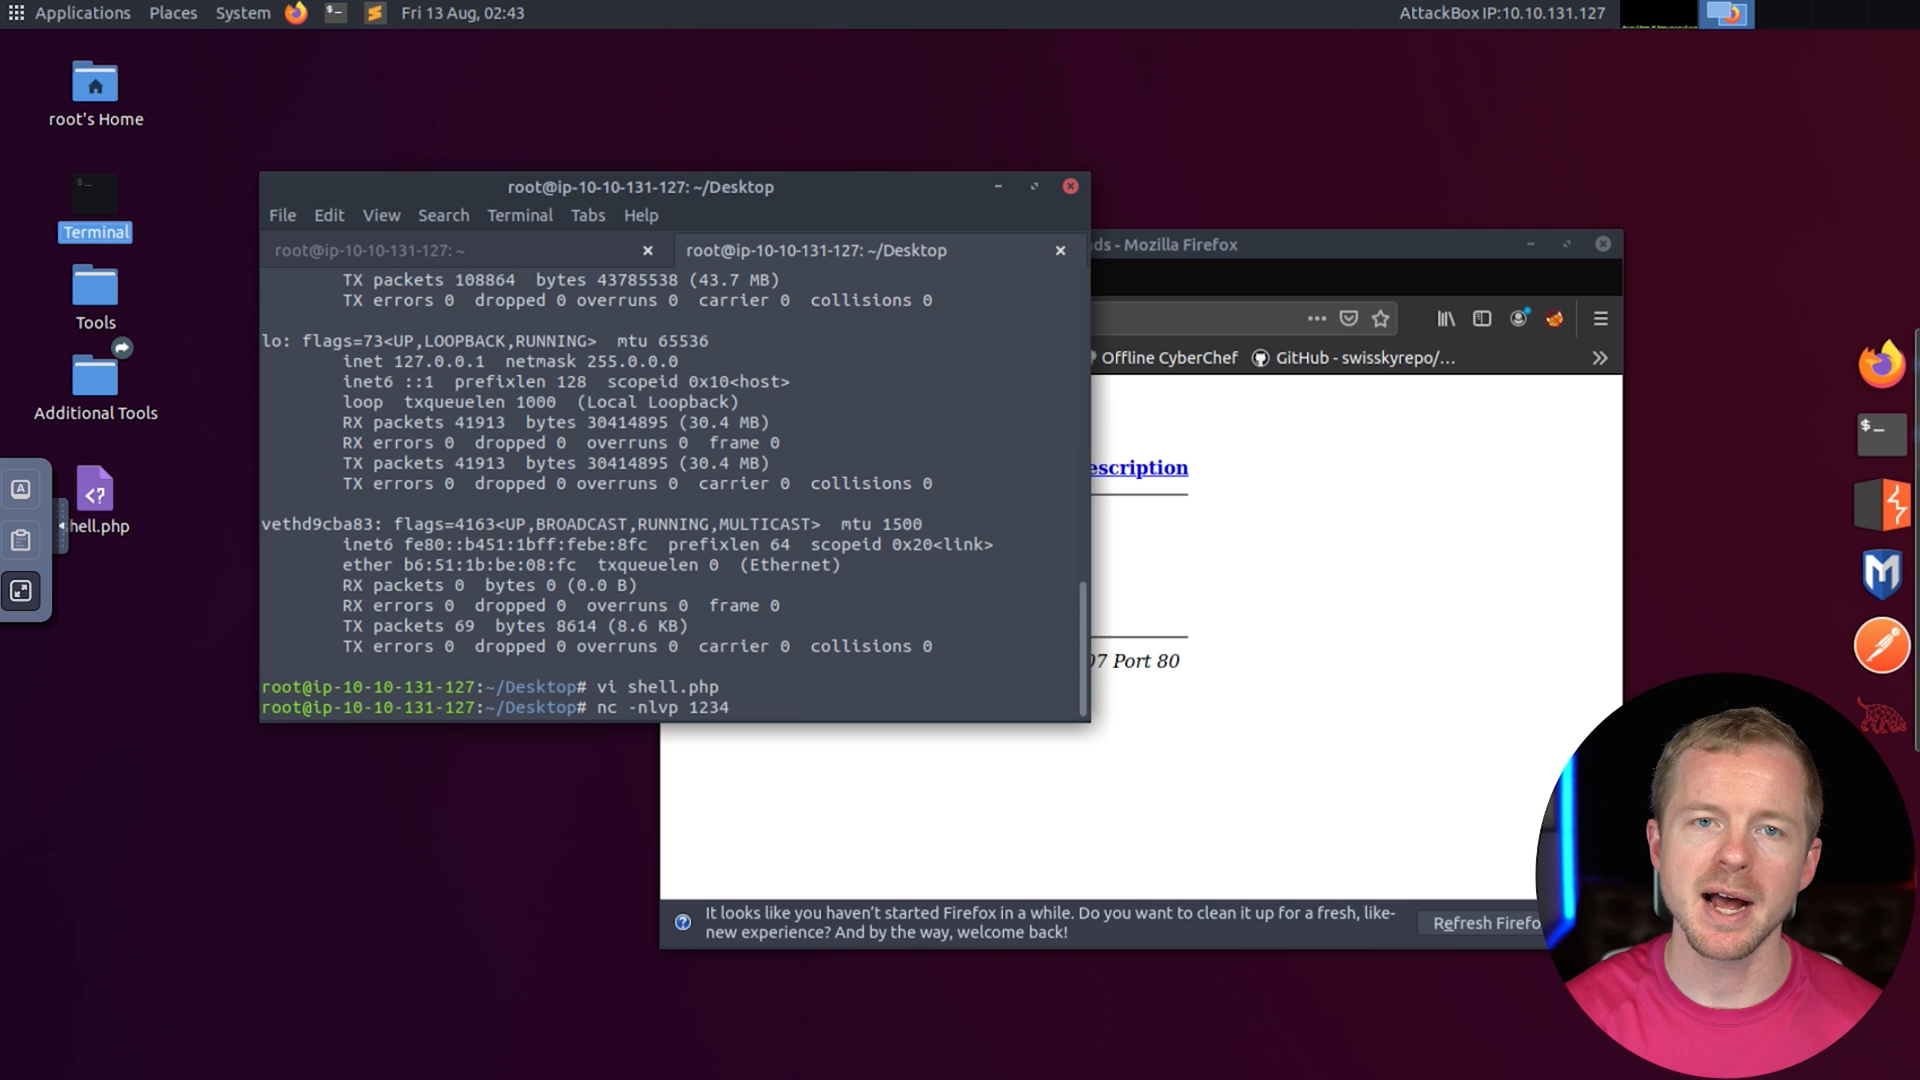 Applications Places System Fri 13 Aug, 02:43 AttackBox IP:10.10.131.127
root's Home
Terminal
Tools
Additional Tools
hell.php
root@ip-10-10-131-127: ~/Desktop
File Edit View Search Terminal Tabs Help
root@ip-10-10-131-127: ~
root@ip-10-10-131-127: ~/Desktop
TX packets 108864 bytes 43785538 (43.7 MB)
TX errors 0 dropped 0 overruns 0 carrier 0 collisions 0
lo: flags=73<UP,LOOPBACK,RUNNING> mtu 65536
inet 127.0.0.1 netmask 255.0.0.0
inet6 ::1 prefixlen 128 scopeid 0x10<host>
loop txqueuelen 1000 (Local Loopback)
RX packets 41913 bytes 30414895 (30.4 MB)
RX errors 0 dropped 0 overruns 0 frame 0
TX packets 41913 bytes 30414895 (30.4 MB)
TX errors 0 dropped 0 overruns 0 carrier 0 collisions 0
vethd9cba83: flags=4163<UP,BROADCAST,RUNNING,MULTICAST> mtu 1500
inet6 fe80::b451:1bff:febe:8fc prefixlen 64 scopeid 0x20<link>
ether b6:51:1b:be:08:fc txqueuelen 0 (Ethernet)
RX packets 0 bytes 0 (0.0 B)
RX errors 0 dropped 0 overruns 0 frame 0
TX packets 69 bytes 8614 (8.6 KB)
TX errors 0 dropped 0 overruns 0 carrier 0 collisions 0
root@ip-10-10-131-127:~/Desktop# vi shell.php
root@ip-10-10-131-127:~/Desktop# nc -nlvp 1234
ds - Mozilla Firefox
Offline CyberChef GitHub - swisskyrepo/...
escription
07 Port 80
It looks like you haven't started Firefox in a while. Do you want to clean it up for a fresh, like-
new experience? And by the way, welcome back!
Refresh Firefo